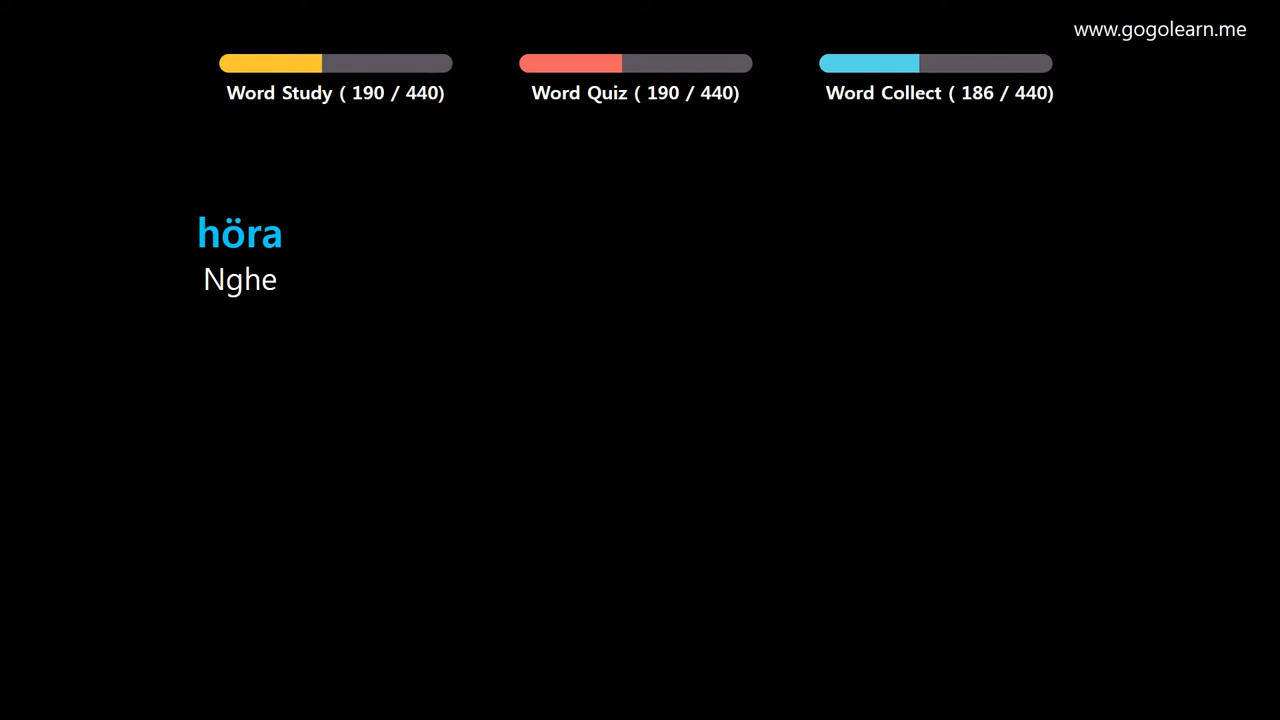 www.gogolearn.me
Word Study ( 190 / 440)
Word Quiz ( 190 / 440)
Word Collect ( 186 / 440)
höra
Nghe